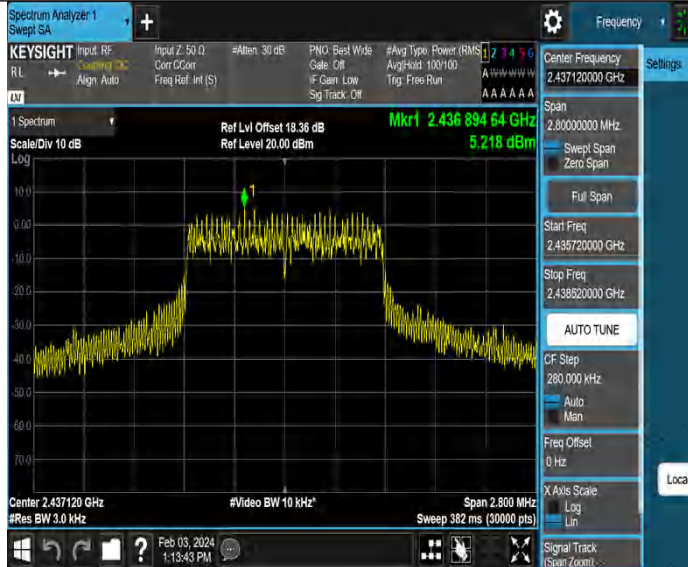 Spectrum Analyzer 1
Swept SA
+
Frequency
KEYSIGHT Input: RF
RL
Align: Auto
LXI
Input Z: 50 Ω
Corr CCorr
Freq Ref: Int (S)
#Atten: 30 dB
PNO: Best Wide
Gate: Off
IF Gain: Low
Sig Track: Off
#Avg Type: Power (RMS
Avg|Hold: 100/100
Trig: Free Run
1 2 3 4 5 6
A W W W W W
A A A A A A
1 Spectrum
Scale/Div 10 dB
Log
Ref Lvl Offset 18.36 dB
Ref Level 20.00 dBm
Mkr1 2.436 894 64 GHz
5.218 dBm
1
10.0
0.00
-10.0
-20.0
-30.0
-40.0
-50.0
-60.0
-70.0
Center 2.437120 GHz
#Res BW 3.0 kHz
#Video BW 10 kHz*
Span 2.800 MHz
Sweep 382 ms (30000 pts)
Center Frequency
2.437120000 GHz
Settings
Span
2.80000000 MHz
Swept Span
Zero Span
Full Span
Start Freq
2.435720000 GHz
Stop Freq
2.438520000 GHz
AUTO TUNE
CF Step
280.000 kHz
Auto
Man
Freq Offset
0 Hz
X Axis Scale
Log
Lin
Loca
Signal Track
(Span Zoom)
?
Feb 03, 2024
1:13:43 PM